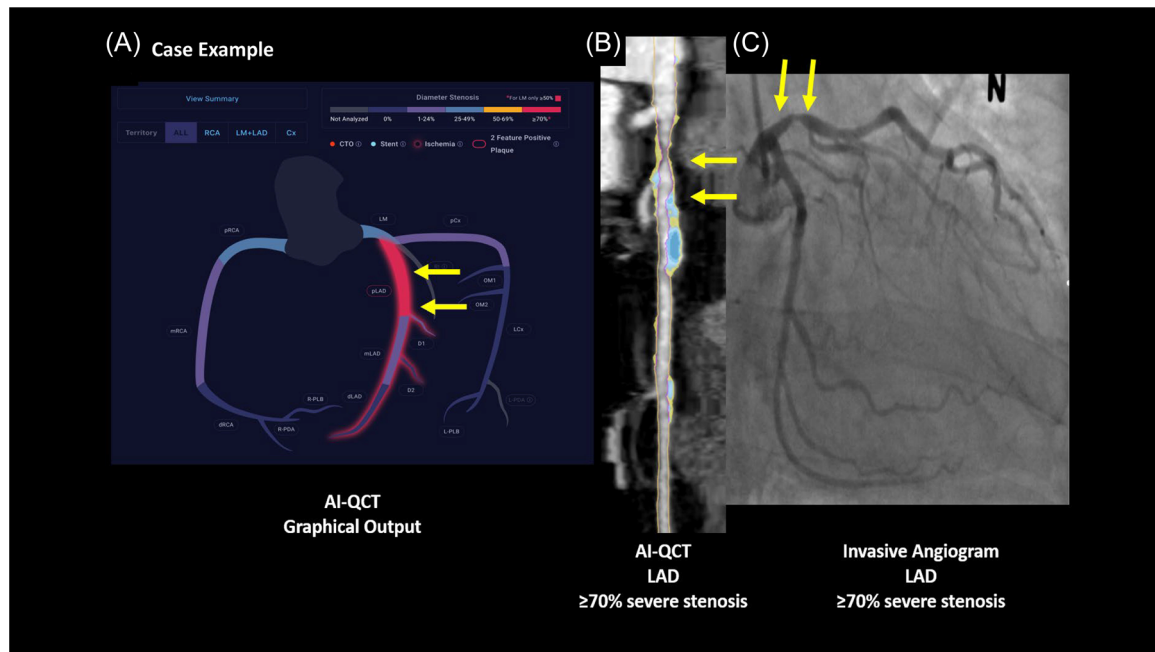 (A) Case Example
(B)
(C)
N
View Summary
Territory ALL RCA LM+LAD Cx
Diameter Stenosis
*For LM only ≥50%
Not Analyzed 0% 1-24% 25-49% 50-69% ≥70%*
CTO Stent Ischemia 2 Feature Positive
Plaque
LM
pRCA
pCx
pLAD
OM1
OM2
mRCA
D1
LCx
mLAD
D2
dLAD
R-PLB
dRCA
R-PDA
L-PLB
AI-QCT
Graphical Output
AI-QCT
LAD
≥70% severe stenosis
Invasive Angiogram
LAD
≥70% severe stenosis